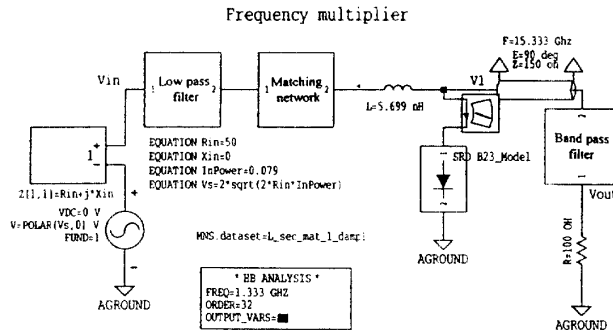 Frequency multiplier
F=15.333 Ghz
E=90 deg
Z=150 oh
Vin
Low pass
filter
1 2
Matching
network
1 2
L=5.699 nH
V1
EQUATION Rin=50
EQUATION Xin=0
EQUATION InPower=0.079
EQUATION Vs=2*sqrt(2*Rin*InPower)
SRD B23_Model
Band pass
filter
Vout
1
+
−
Z[1,1]=Rin+j*Xin
VDC=0 V
V=POLAR(Vs,0) V
FUND=1
+
−
MNS.dataset=L_sec_mat_1_damp
AGROUND
R=100 OH
* HB ANALYSIS *
FREQ=1.333 GHZ
ORDER=32
OUTPUT_VARS=
AGROUND
AGROUND